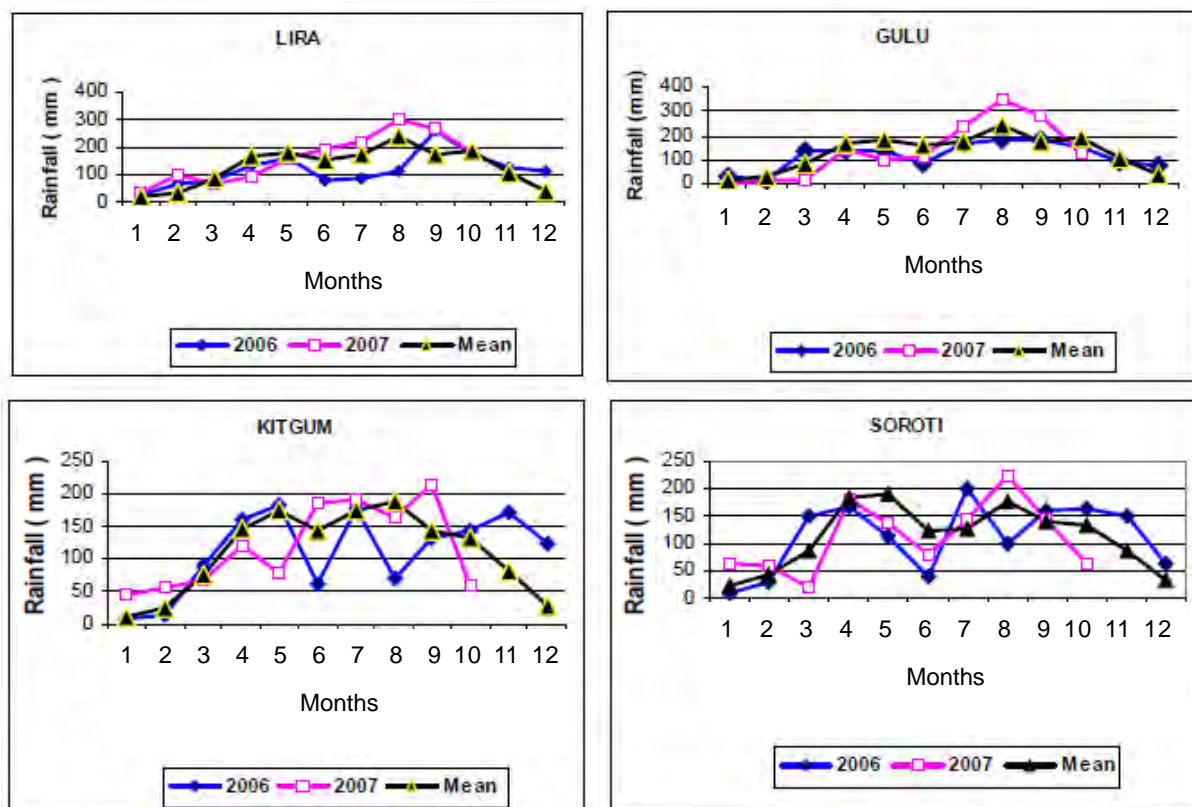 LIRA
Rainfall ( mm )
400
300
200
100
0
1 2 3 4 5 6 7 8 9 10 11 12
Months
2006 2007 Mean
GULU
Rainfall (mm)
400
300
200
100
0
1 2 3 4 5 6 7 8 9 10 11 12
Months
2006 2007 Mean
KITGUM
Rainfall ( mm )
250
200
150
100
50
0
1 2 3 4 5 6 7 8 9 10 11 12
Months
2006 2007 Mean
SOROTI
Rainfall ( mm )
250
200
150
100
50
0
1 2 3 4 5 6 7 8 9 10 11 12
Months
2006 2007 Mean